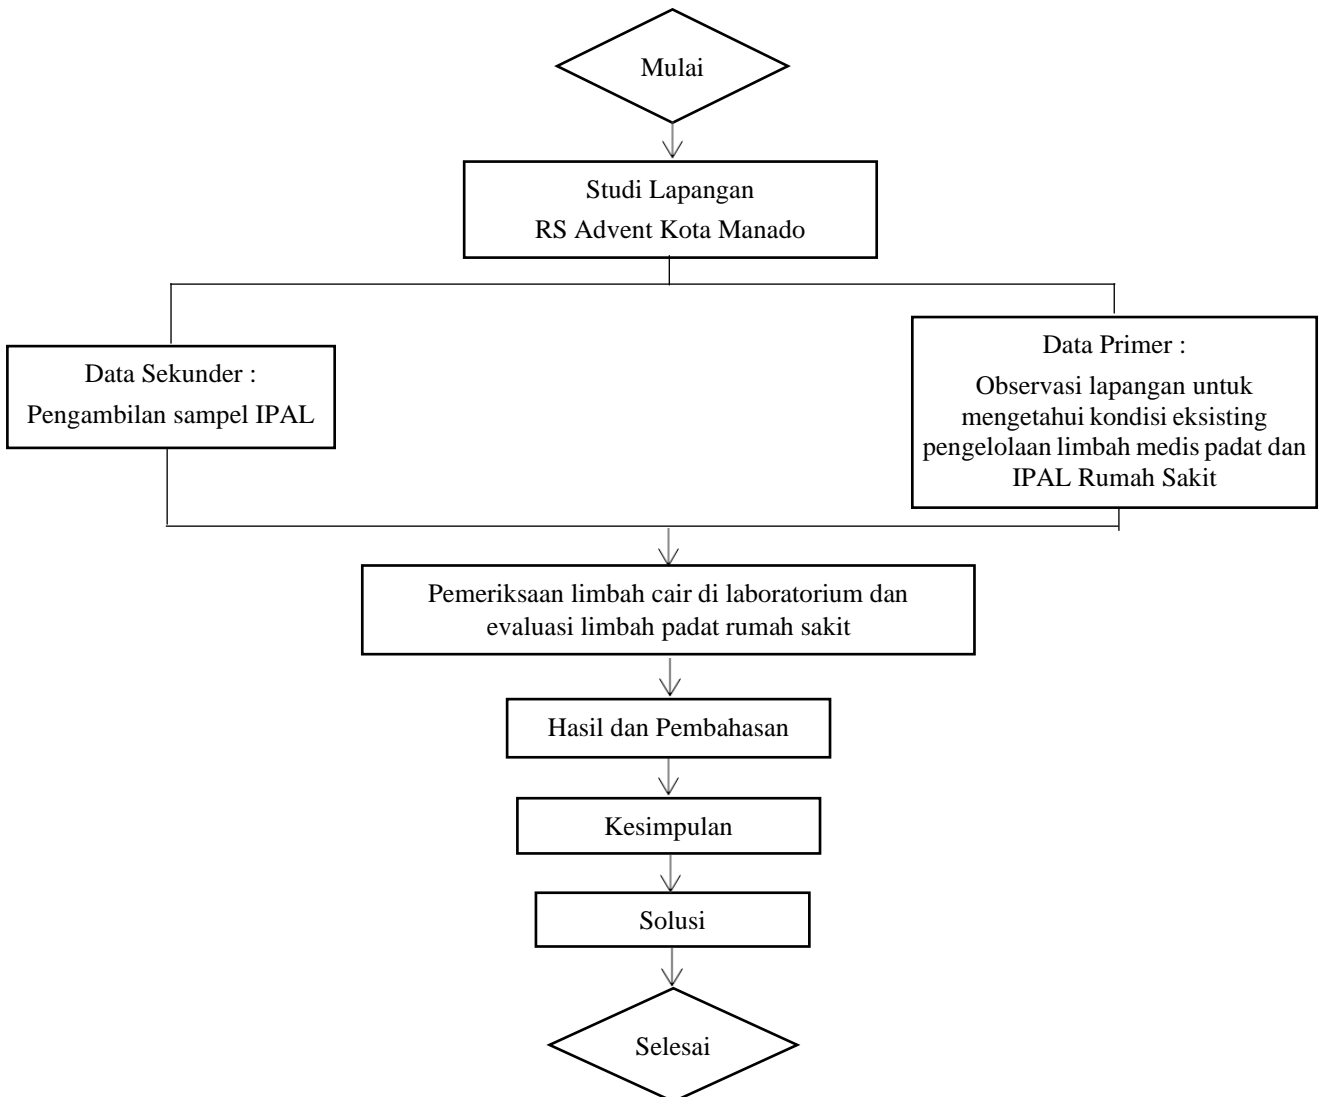 Mulai
Studi Lapangan
RS Advent Kota Manado
Data Sekunder :
Pengambilan sampel IPAL
Data Primer :
Observasi lapangan untuk
mengetahui kondisi eksisting
pengelolaan limbah medis padat dan
IPAL Rumah Sakit
Pemeriksaan limbah cair di laboratorium dan
evaluasi limbah padat rumah sakit
Hasil dan Pembahasan
Kesimpulan
Solusi
Selesai